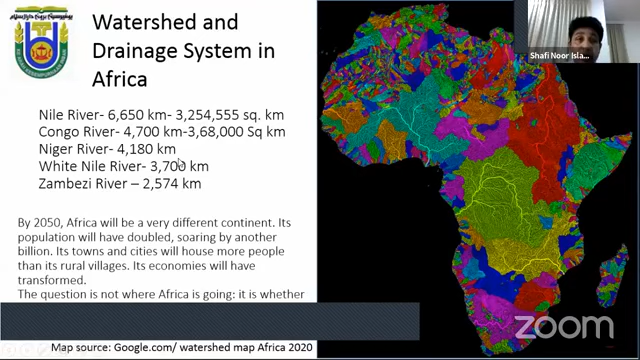 Watershed and
Drainage System in
Africa
Nile River- 6,650 km- 3,254,555 sq. km
Congo River- 4,700 km-3,68,000 Sq km
Niger River- 4,180 km
White Nile River- 3,700 km
Zambezi River – 2,574 km
By 2050, Africa will be a very different continent. Its
population will have doubled, soaring by another
billion. Its towns and cities will house more people
than its rural villages. Its economies will have
transformed.
The question is not where Africa is going: it is whether
Map source: Google.com/ watershed map Africa 2020
Shafi Noor Isla...
zoom